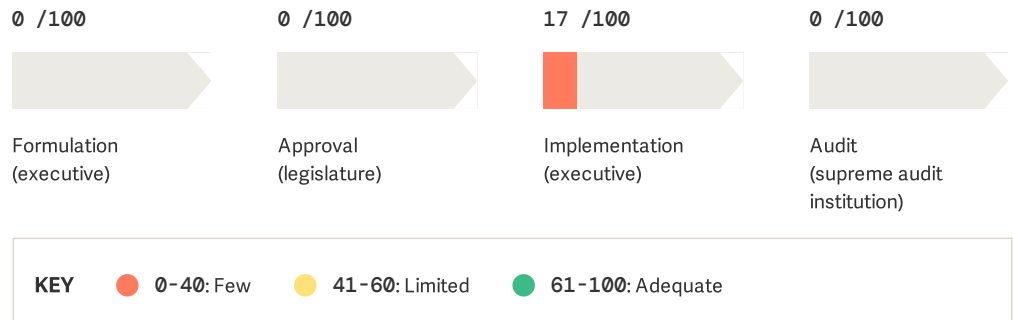 0 /100
0 /100
17 /100
0 /100
Formulation
(executive)
Approval
(legislature)
Implementation
(executive)
Audit
(supreme audit
institution)
KEY
0-40: Few
41-60: Limited
61-100: Adequate